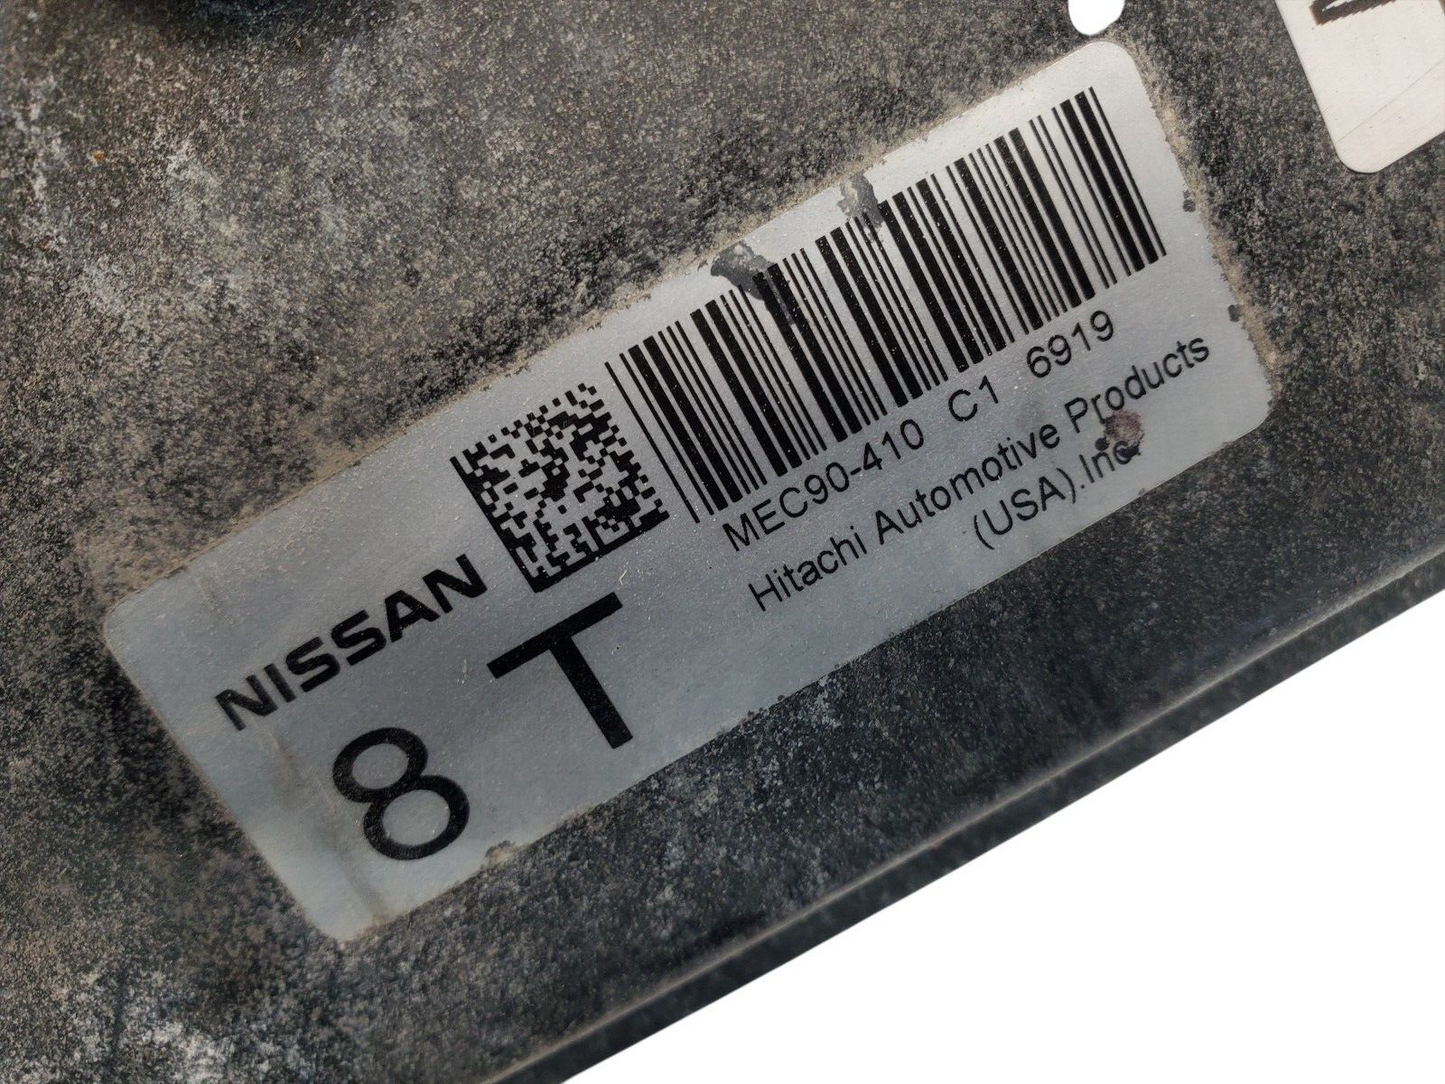 NISSAN
8 T
MEC90-410 C1 6919
Hitachi Automotive Products
(USA).Inc.